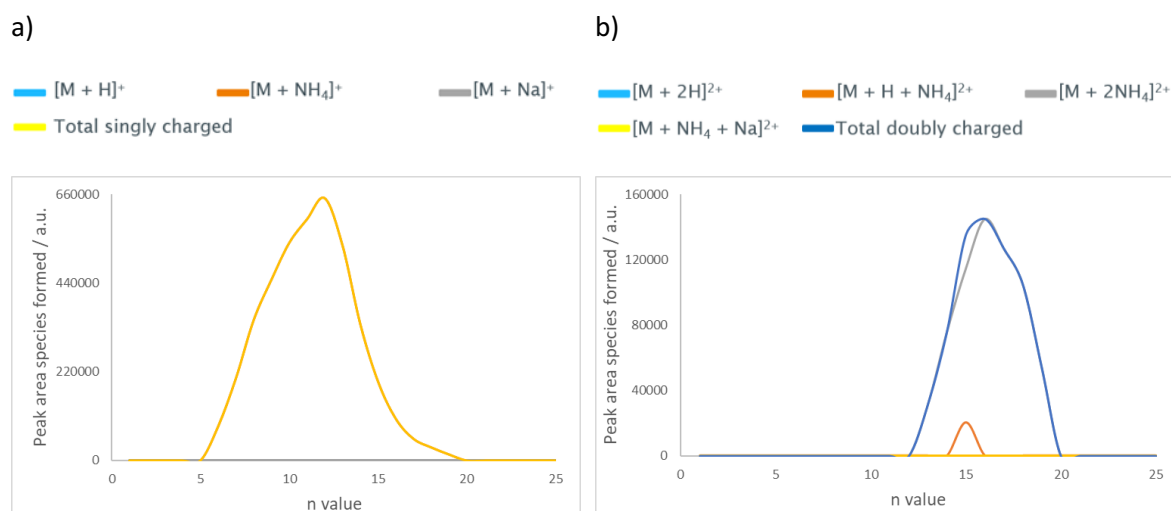 a)
[M + H]⁺ [M + NH₄]⁺ [M + Na]⁺
Total singly charged
660000
440000
220000
0
Peak area species formed / a.u.
0 5 10 15 20 25
n value
b)
[M + 2H]²⁺ [M + H + NH₄]²⁺ [M + 2NH₄]²⁺
[M + NH₄ + Na]²⁺ Total doubly charged
160000
120000
80000
40000
0
Peak area species formed / a.u.
0 5 10 15 20 25
n value